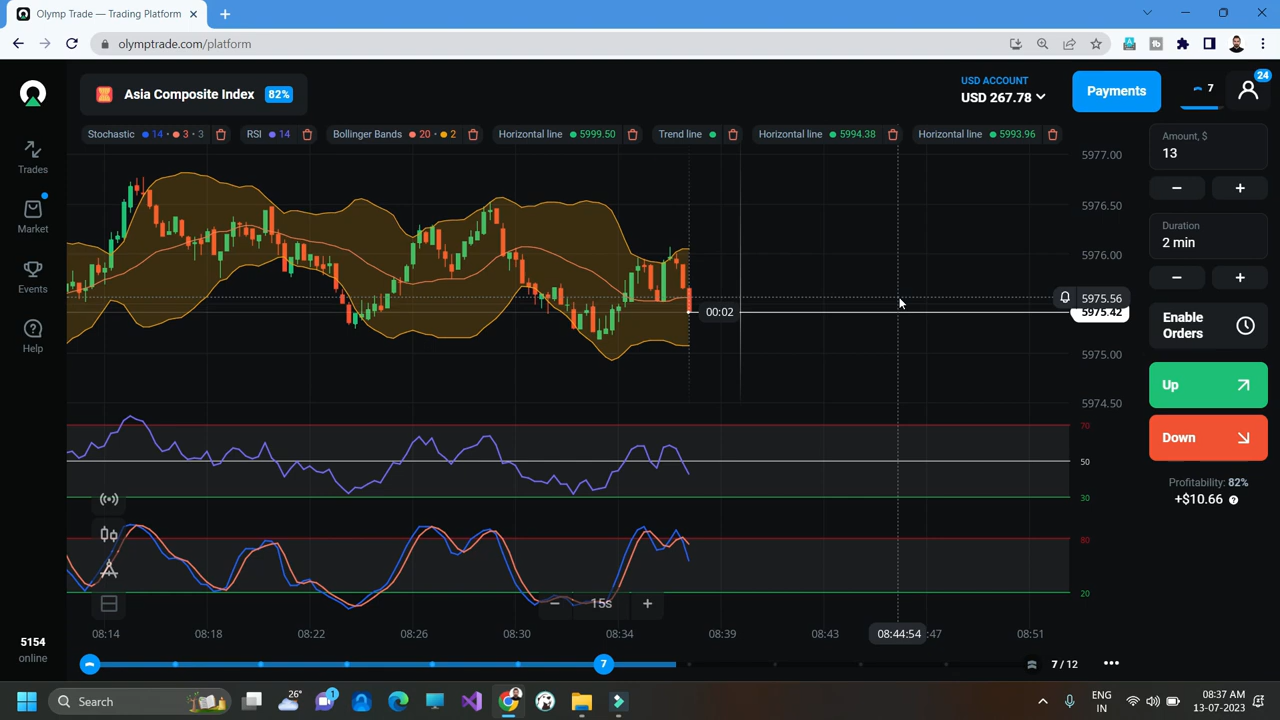 Olymp Trade — Trading Platform
olymptrade.com/platform
Asia Composite Index 82%
USD ACCOUNT
USD 267.78
Payments
7
24
Stochastic 14 3 3
RSI 14
Bollinger Bands 20 2
Horizontal line 5999.50
Trend line
Horizontal line 5994.38
Horizontal line 5993.96
Trades
Market
Events
Help
5977.00
5976.50
5976.00
5975.56
5975.42
5975.00
5974.50
00:02
70
50
30
80
20
Amount, $
13
Duration
2 min
Enable
Orders
Up
Down
Profitability: 82%
+$10.66
15s
08:14
08:18
08:22
08:26
08:30
08:34
08:39
08:43
08:44:54
:47
08:51
5154
online
7
7 / 12
Search
26°
1
ENG
IN
08:37 AM
13-07-2023